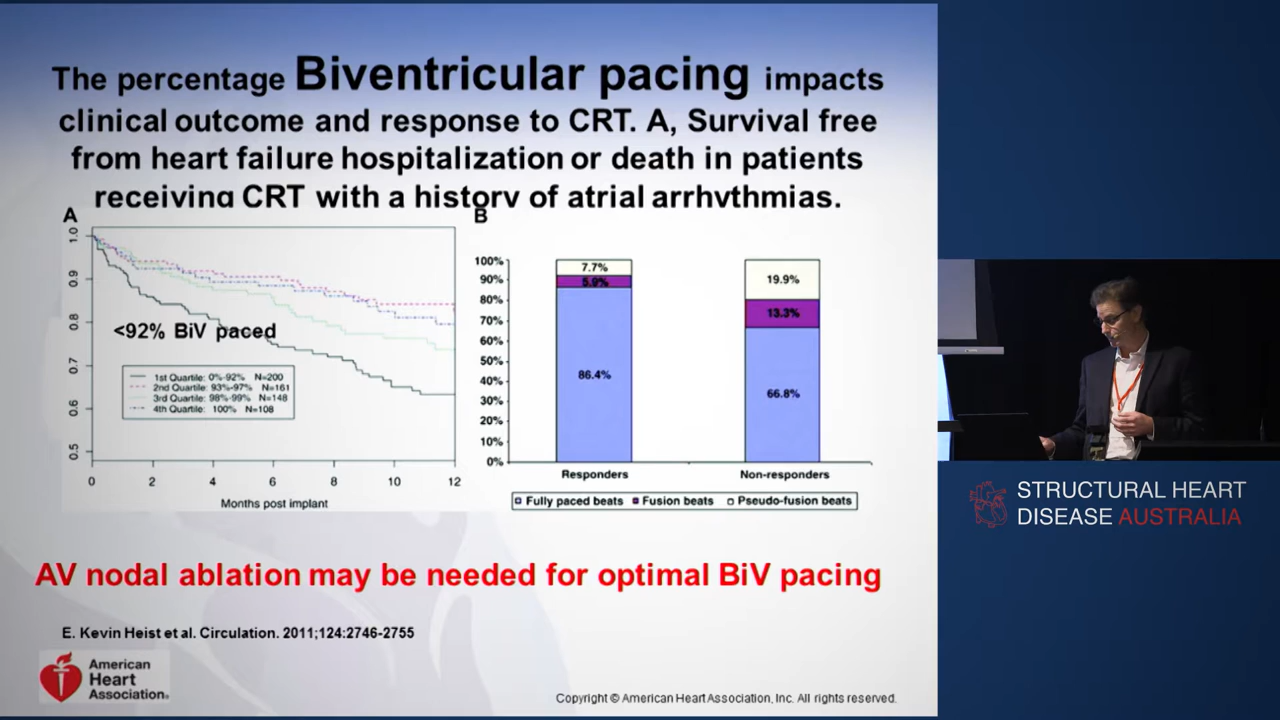 The percentage Biventricular pacing impacts
clinical outcome and response to CRT. A, Survival free
from heart failure hospitalization or death in patients
receiving CRT with a history of atrial arrhythmias.
A
1.0
0.9
0.8
0.7
0.6
0.5
<92% BiV paced
1st Quartile: 0%-92% N=200
2nd Quartile: 93%-97% N=161
3rd Quartile: 98%-99% N=148
4th Quartile: 100% N=108
0 2 4 6 8 10 12
Months post implant
B
100%
90%
80%
70%
60%
50%
40%
30%
20%
10%
0%
7.7%
5.9%
86.4%
19.9%
13.3%
66.8%
Responders Non-responders
Fully paced beats Fusion beats Pseudo-fusion beats
AV nodal ablation may be needed for optimal BiV pacing
E. Kevin Heist et al. Circulation. 2011;124:2746-2755
American
Heart
Association®
Copyright © American Heart Association, Inc. All rights reserved.
STRUCTURAL HEART
DISEASE AUSTRALIA